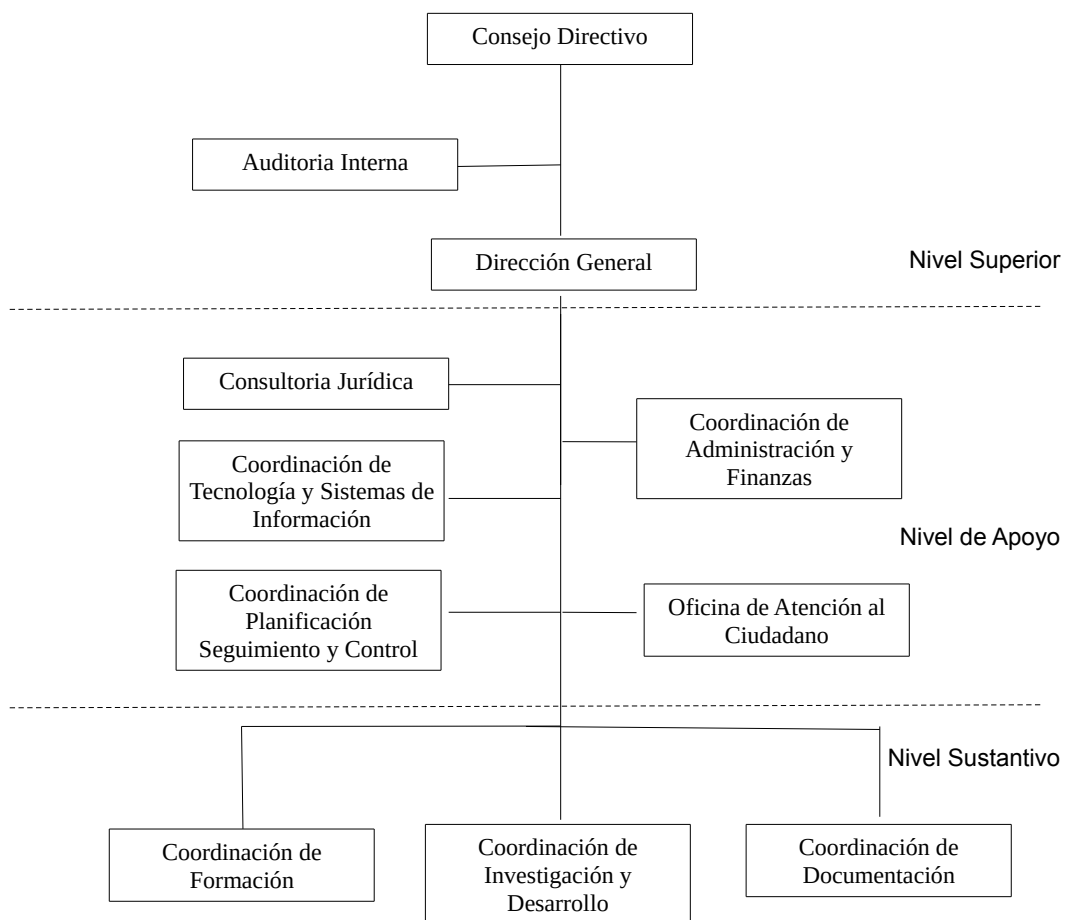 Consejo Directivo
Auditoria Interna
Dirección General
Nivel Superior
Consultoria Jurídica
Coordinación de
Administración y
Finanzas
Coordinación de
Tecnología y Sistemas de
Información
Nivel de Apoyo
Coordinación de
Planificación
Seguimiento y Control
Oficina de Atención al
Ciudadano
Nivel Sustantivo
Coordinación de
Formación
Coordinación de
Investigación y
Desarrollo
Coordinación de
Documentación